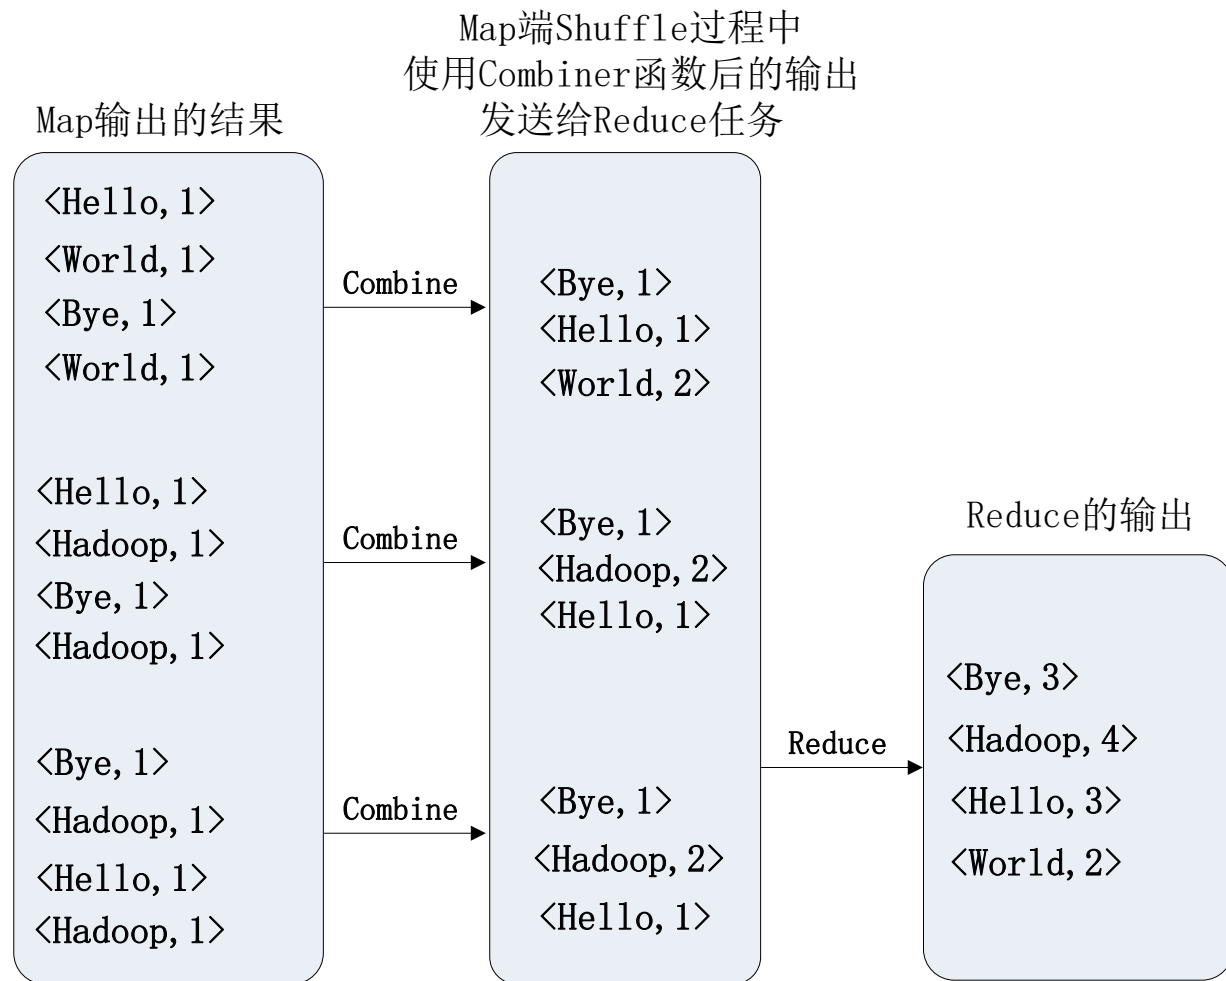 Map端Shuffle过程中
使用Combiner函数后的输出
发送给Reduce任务
Map输出的结果
<Hello,1>
<World,1>
<Bye,1>
<World,1>
Combine
<Bye,1>
<Hello,1>
<World,2>
<Hello,1>
<Hadoop,1>
<Bye,1>
<Hadoop,1>
Combine
<Bye,1>
<Hadoop,2>
<Hello,1>
<Bye,1>
<Hadoop,1>
<Hello,1>
<Hadoop,1>
Combine
<Bye,1>
<Hadoop,2>
<Hello,1>
Reduce
Reduce的输出
<Bye,3>
<Hadoop,4>
<Hello,3>
<World,2>